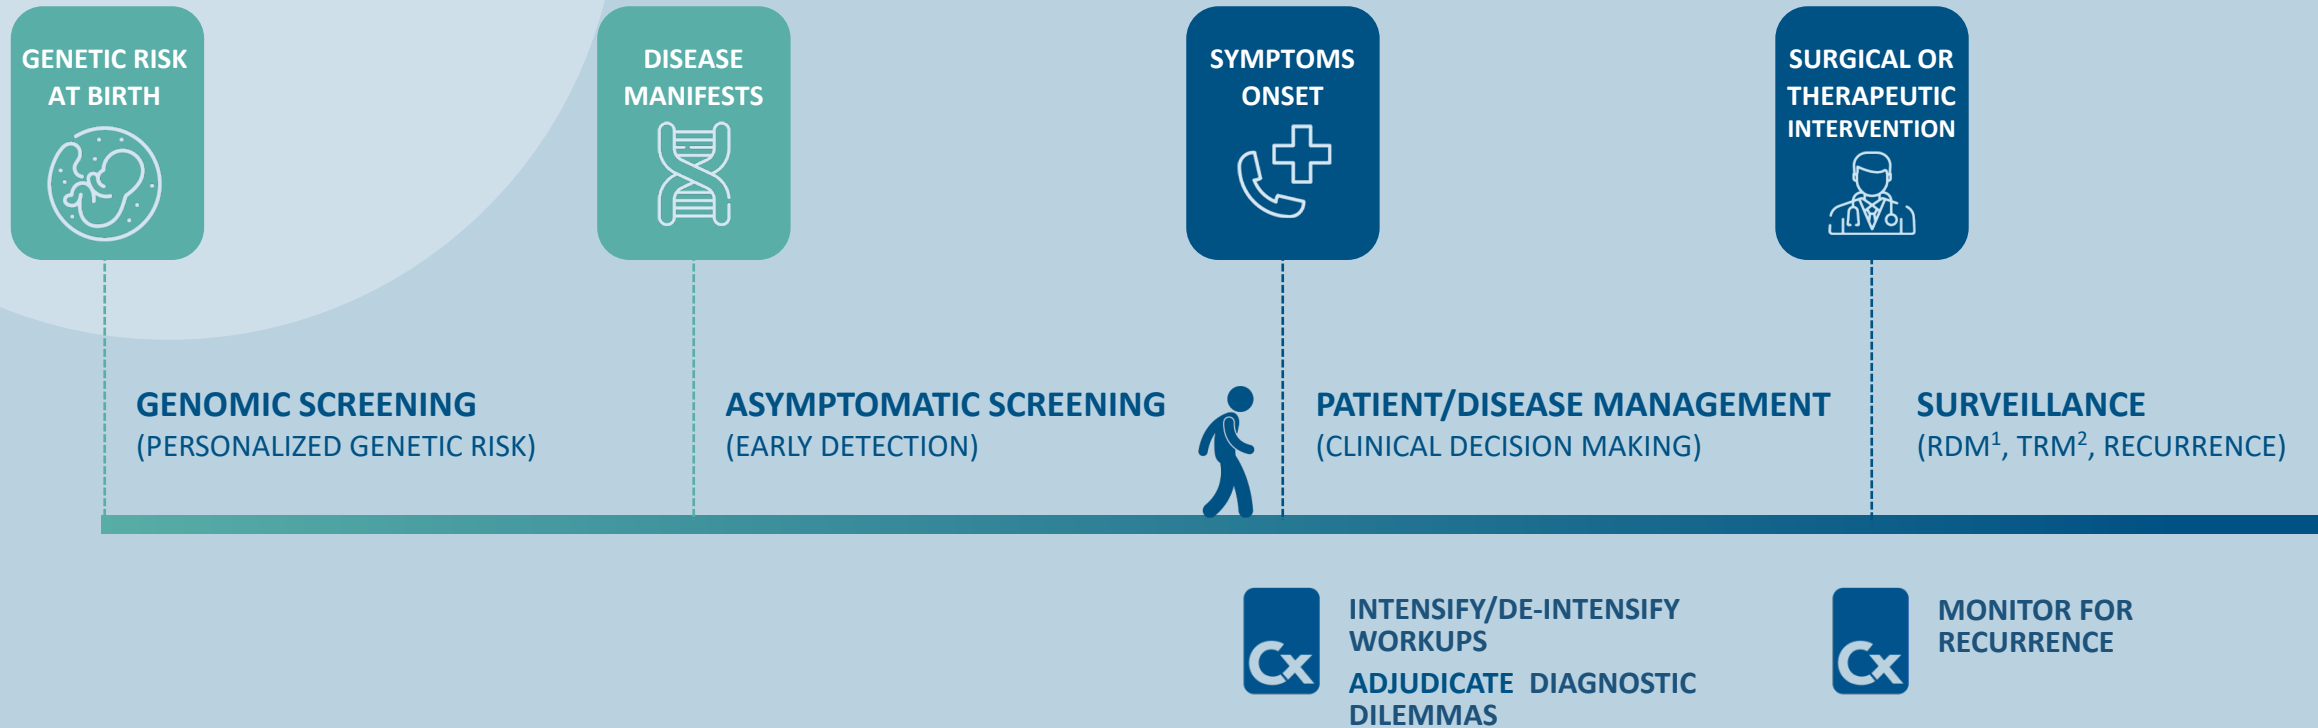 GENETIC RISK
AT BIRTH
DISEASE
MANIFESTS
SYMPTOMS
ONSET
SURGICAL OR
THERAPEUTIC
INTERVENTION
GENOMIC SCREENING
(PERSONALIZED GENETIC RISK)
ASYMPTOMATIC SCREENING
(EARLY DETECTION)
PATIENT/DISEASE MANAGEMENT
(CLINICAL DECISION MAKING)
SURVEILLANCE
(RDM¹, TRM², RECURRENCE)
Cx
INTENSIFY/DE-INTENSIFY
WORKUPS
ADJUDICATE DIAGNOSTIC
DILEMMAS
Cx
MONITOR FOR
RECURRENCE